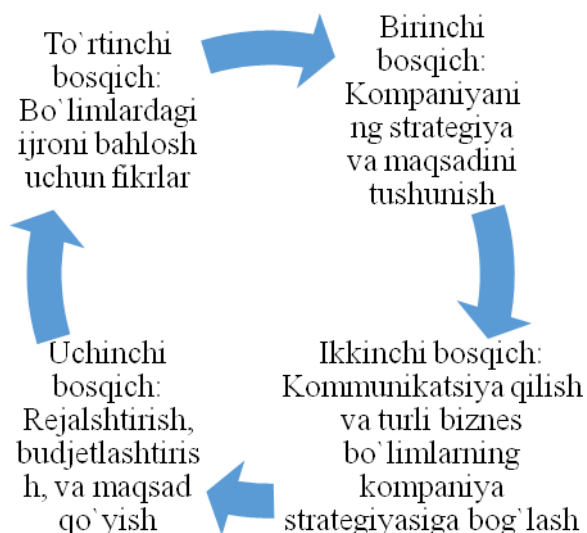 To`rtinchi
bosqich:
Bo`limlardagi
ijroni bahlosh
uchun fikrlar
Birinchi
bosqich:
Kompaniyani
ng strategiya
va maqsadini
tushunish
Uchinchi
bosqich:
Rejalshtirish,
budjetlashtiris
h, va maqsad
qo`yish
Ikkinchi bosqich:
Kommunikatsiya qilish
va turli biznes
bo`limlarning
kompaniya
strategiyasiga bog`lash